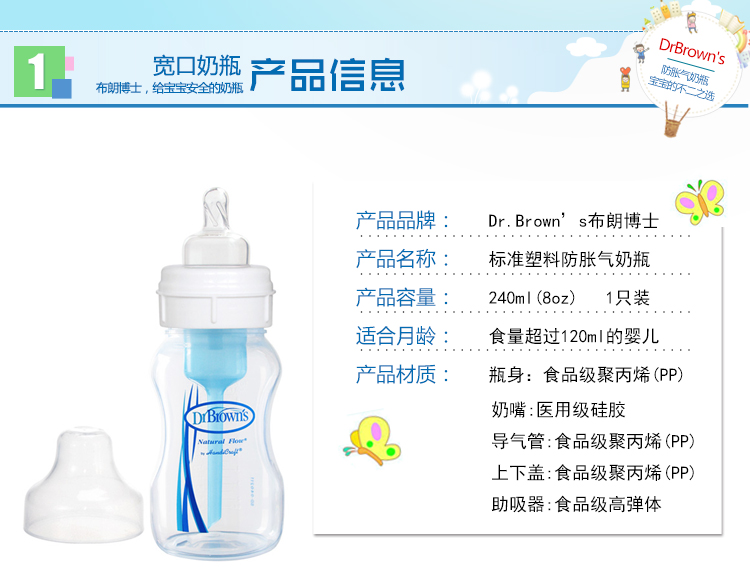 1
宽口奶瓶
布朗博士，给宝宝安全的奶瓶
产品信息
DrBrown's
防胀气奶瓶
宝宝的不二之选
产品品牌： Dr.Brown’s布朗博士
产品名称： 标准塑料防胀气奶瓶
产品容量： 240ml(8oz) 1只装
适合月龄： 食量超过120ml的婴儿
产品材质： 瓶身：食品级聚丙烯(PP)
奶嘴:医用级硅胶
导气管:食品级聚丙烯(PP)
上下盖:食品级聚丙烯(PP)
助吸器:食品级高弹体
DrBrown's
Natural Flow®
by HandiCraft®